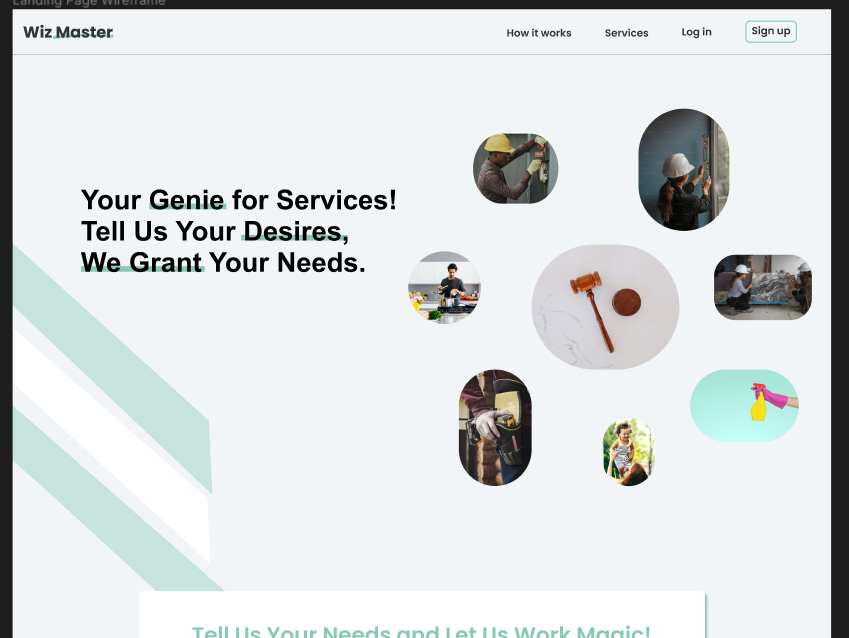 Landing Page Wireframe
Wiz Master
How it works
Services
Log in
Sign up
Your Genie for Services!
Tell Us Your Desires,
We Grant Your Needs.
Tell Us Your Needs and Let Us Work Magic!